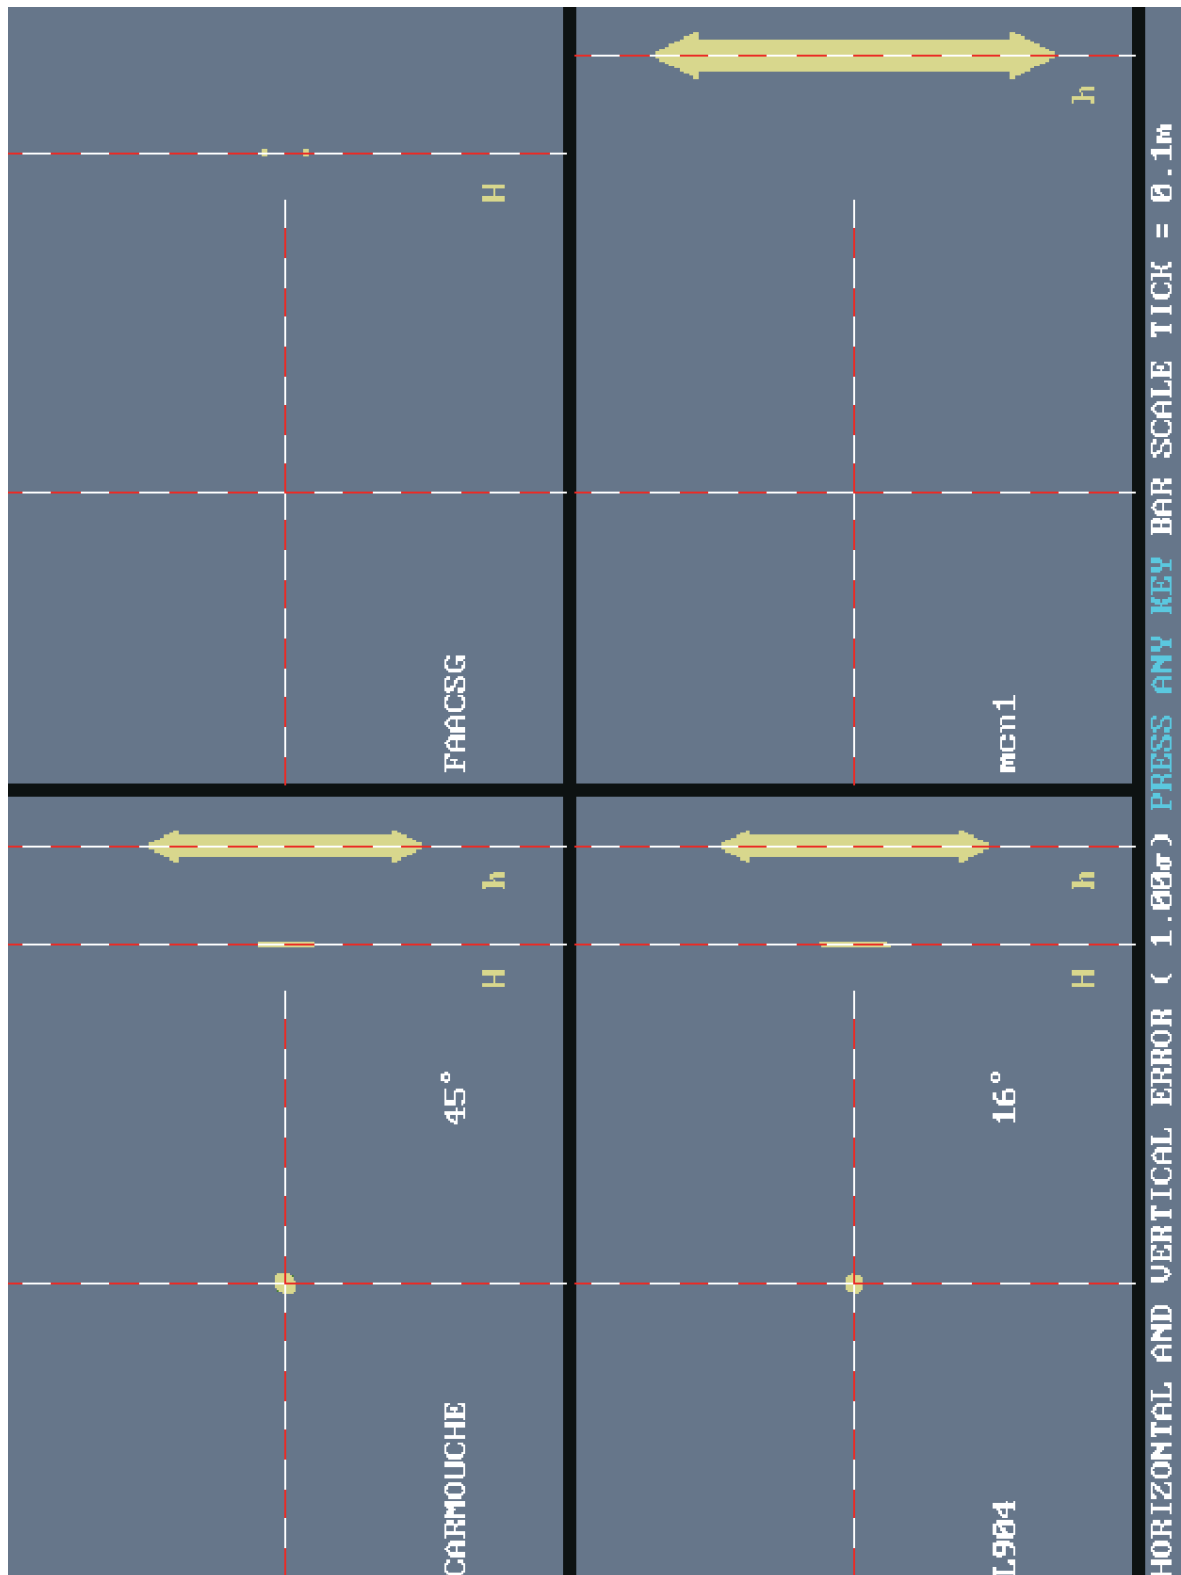 CARMOUCHE 45°
H h
FAACSG
H
L904 16°
H h
mcn1
h
HORIZONTAL AND VERTICAL ERROR ( 1.00σ) PRESS ANY KEY BAR SCALE TICK = 0.1m